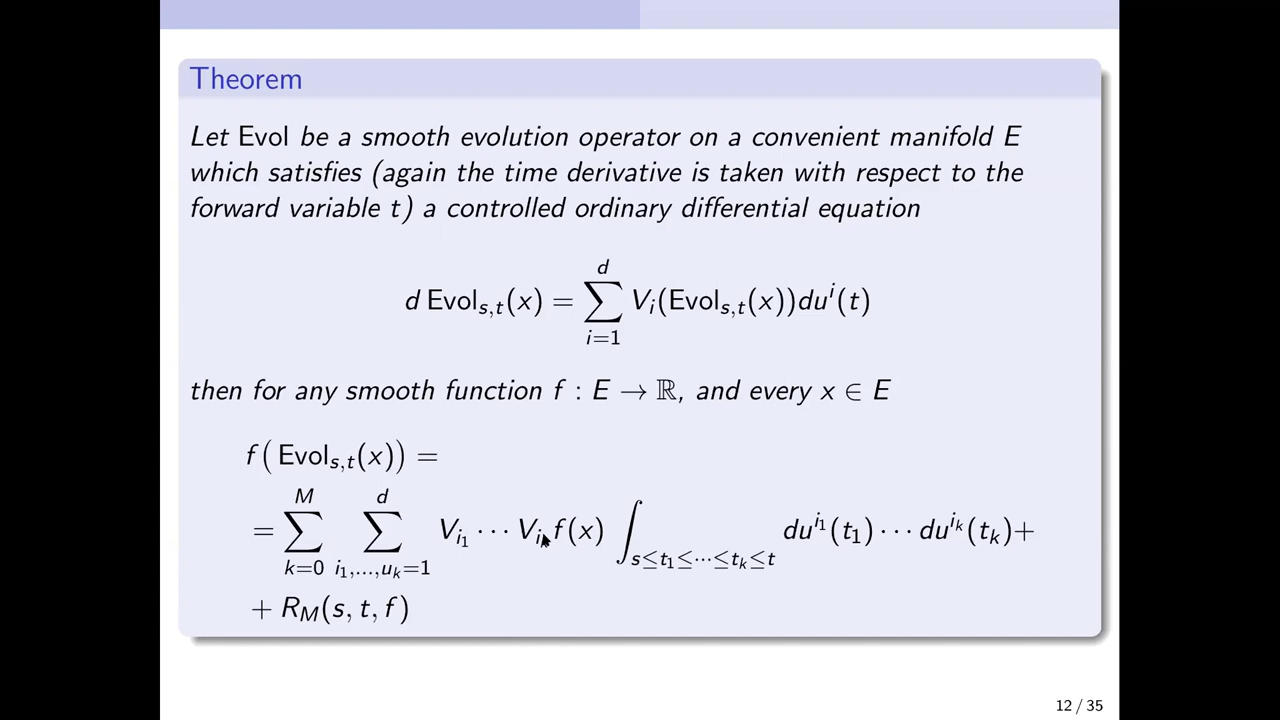 Theorem
Let Evol be a smooth evolution operator on a convenient manifold E
which satisfies (again the time derivative is taken with respect to the
forward variable t) a controlled ordinary differential equation
d Evol_{s,t}(x) = \sum_{i=1}^{d} V_i(Evol_{s,t}(x))du^i(t)
then for any smooth function f : E → ℝ, and every x ∈ E
f(Evol_{s,t}(x)) =
= \sum_{k=0}^{M} \sum_{i_1,...,u_k=1}^{d} V_{i_1} ⋯ V_{i_k} f(x) \int_{s≤t_1≤⋯≤t_k≤t} du^{i_1}(t_1) ⋯ du^{i_k}(t_k)+
+ R_M(s, t, f)
12 / 35